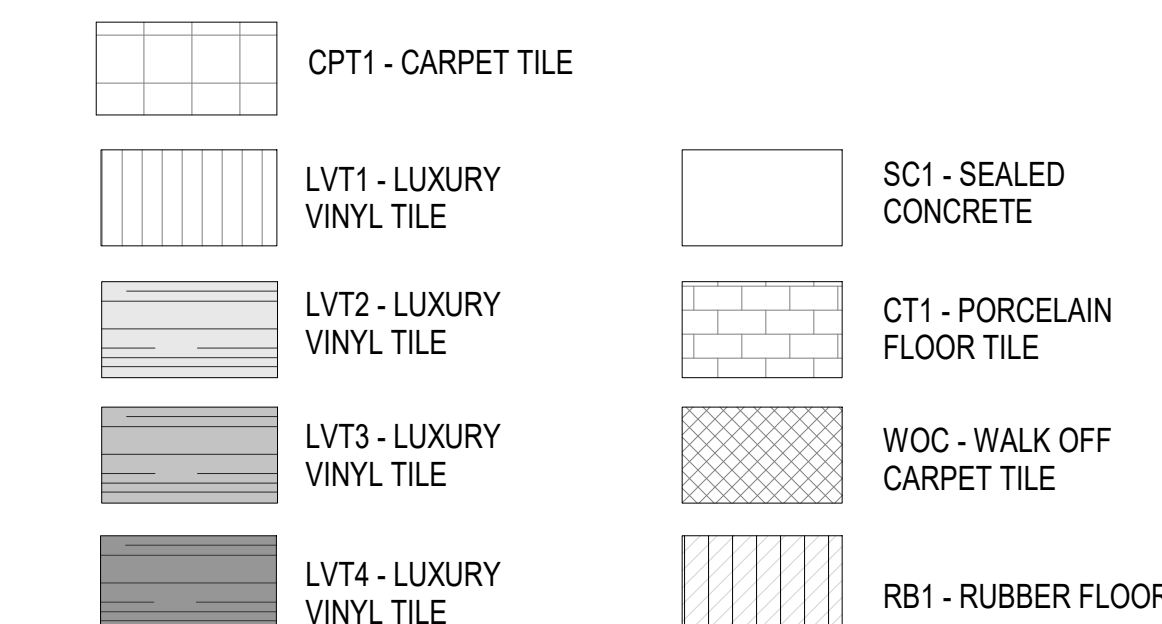 CPT1 - CARPET TILE
LVT1 - LUXURY
VINYL TILE
LVT2 - LUXURY
VINYL TILE
LVT3 - LUXURY
VINYL TILE
LVT4 - LUXURY
VINYL TILE
SC1 - SEALED
CONCRETE
CT1 - PORCELAIN
FLOOR TILE
WOC - WALK OFF
CARPET TILE
RB1 - RUBBER FLOOR